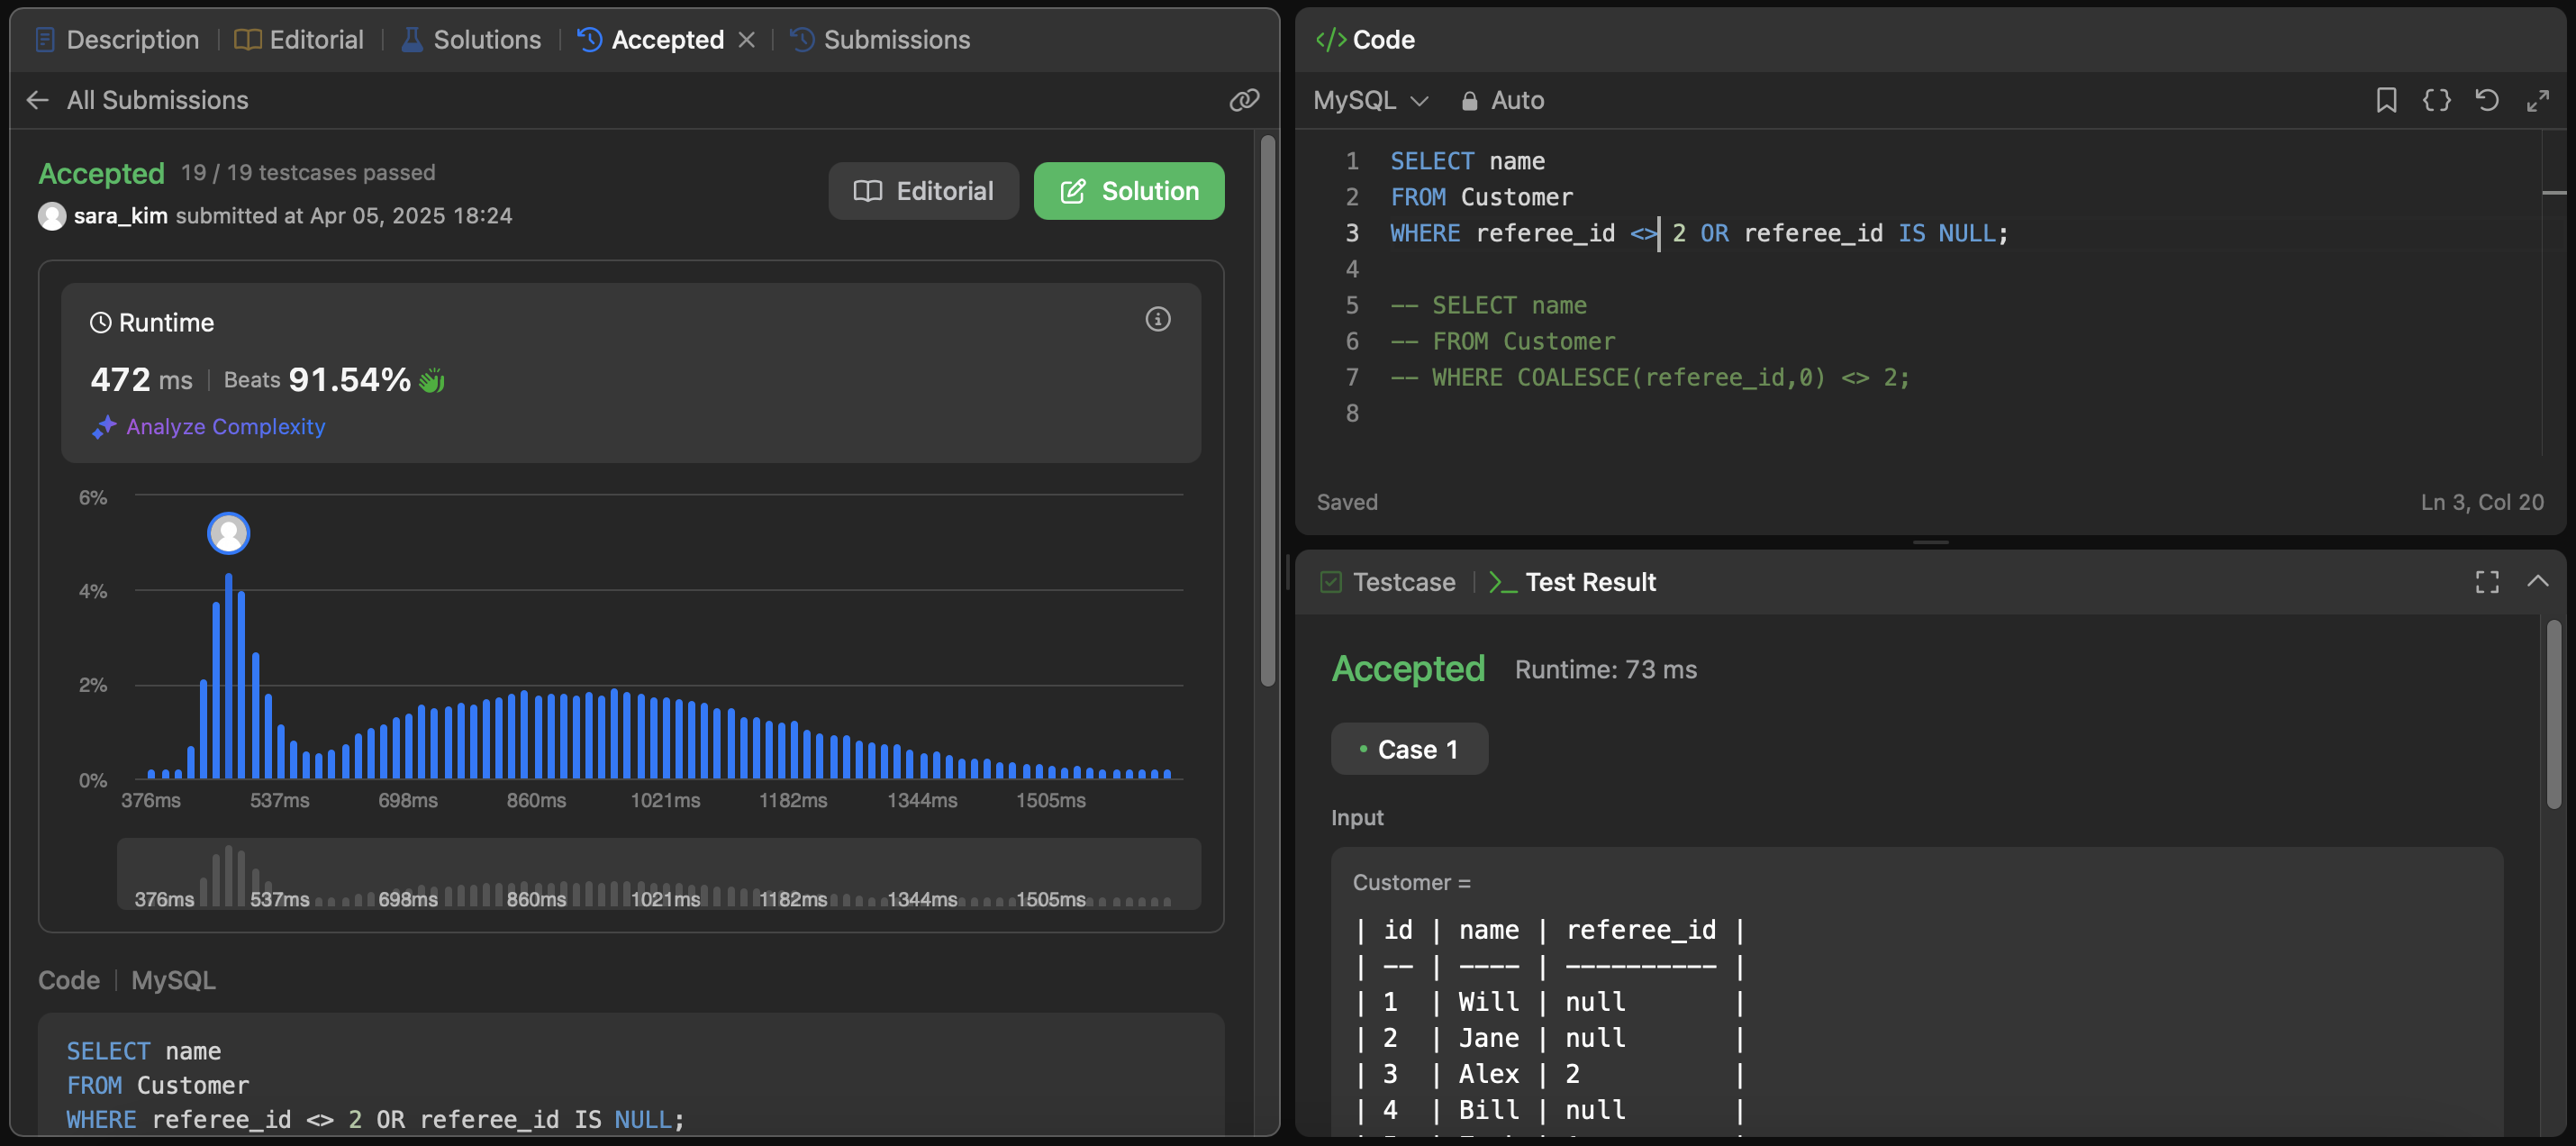 Description | Editorial | Solutions | Accepted | Submissions
All Submissions
Accepted 19 / 19 testcases passed
sara_kim submitted at Apr 05, 2025 18:24
Editorial
Solution
Runtime
472 ms | Beats 91.54%
Analyze Complexity
6%
4%
2%
0%
376ms 537ms 698ms 860ms 1021ms 1182ms 1344ms 1505ms
376ms 537ms 698ms 860ms 1021ms 1182ms 1344ms 1505ms
Code | MySQL
SELECT name
FROM Customer
WHERE referee_id <> 2 OR referee_id IS NULL;
</> Code
MySQL Auto
1 SELECT name
2 FROM Customer
3 WHERE referee_id <> 2 OR referee_id IS NULL;
4
5 -- SELECT name
6 -- FROM Customer
7 -- WHERE COALESCE(referee_id,0) <> 2;
8
Saved
Ln 3, Col 20
Testcase | >_ Test Result
Accepted Runtime: 73 ms
Case 1
Input
Customer =
| id | name | referee_id |
| -- | ---- | ---------- |
| 1 | Will | null |
| 2 | Jane | null |
| 3 | Alex | 2 |
| 4 | Bill | null |